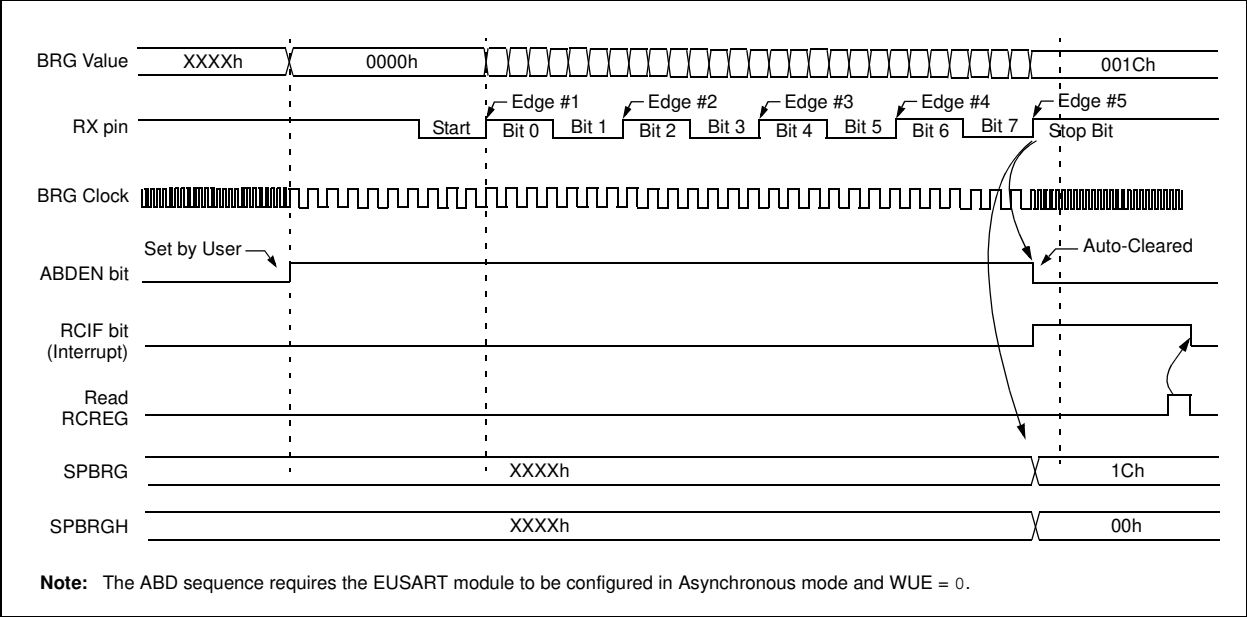 BRG Value XXXXh 0000h 001Ch
Edge #1 Edge #2 Edge #3 Edge #4 Edge #5
RX pin Start Bit 0 Bit 1 Bit 2 Bit 3 Bit 4 Bit 5 Bit 6 Bit 7 Stop Bit
BRG Clock
Set by User Auto-Cleared
ABDEN bit
RCIF bit
(Interrupt)
Read
RCREG
SPBRG XXXXh 1Ch
SPBRGH XXXXh 00h
Note: The ABD sequence requires the EUSART module to be configured in Asynchronous mode and WUE = 0.